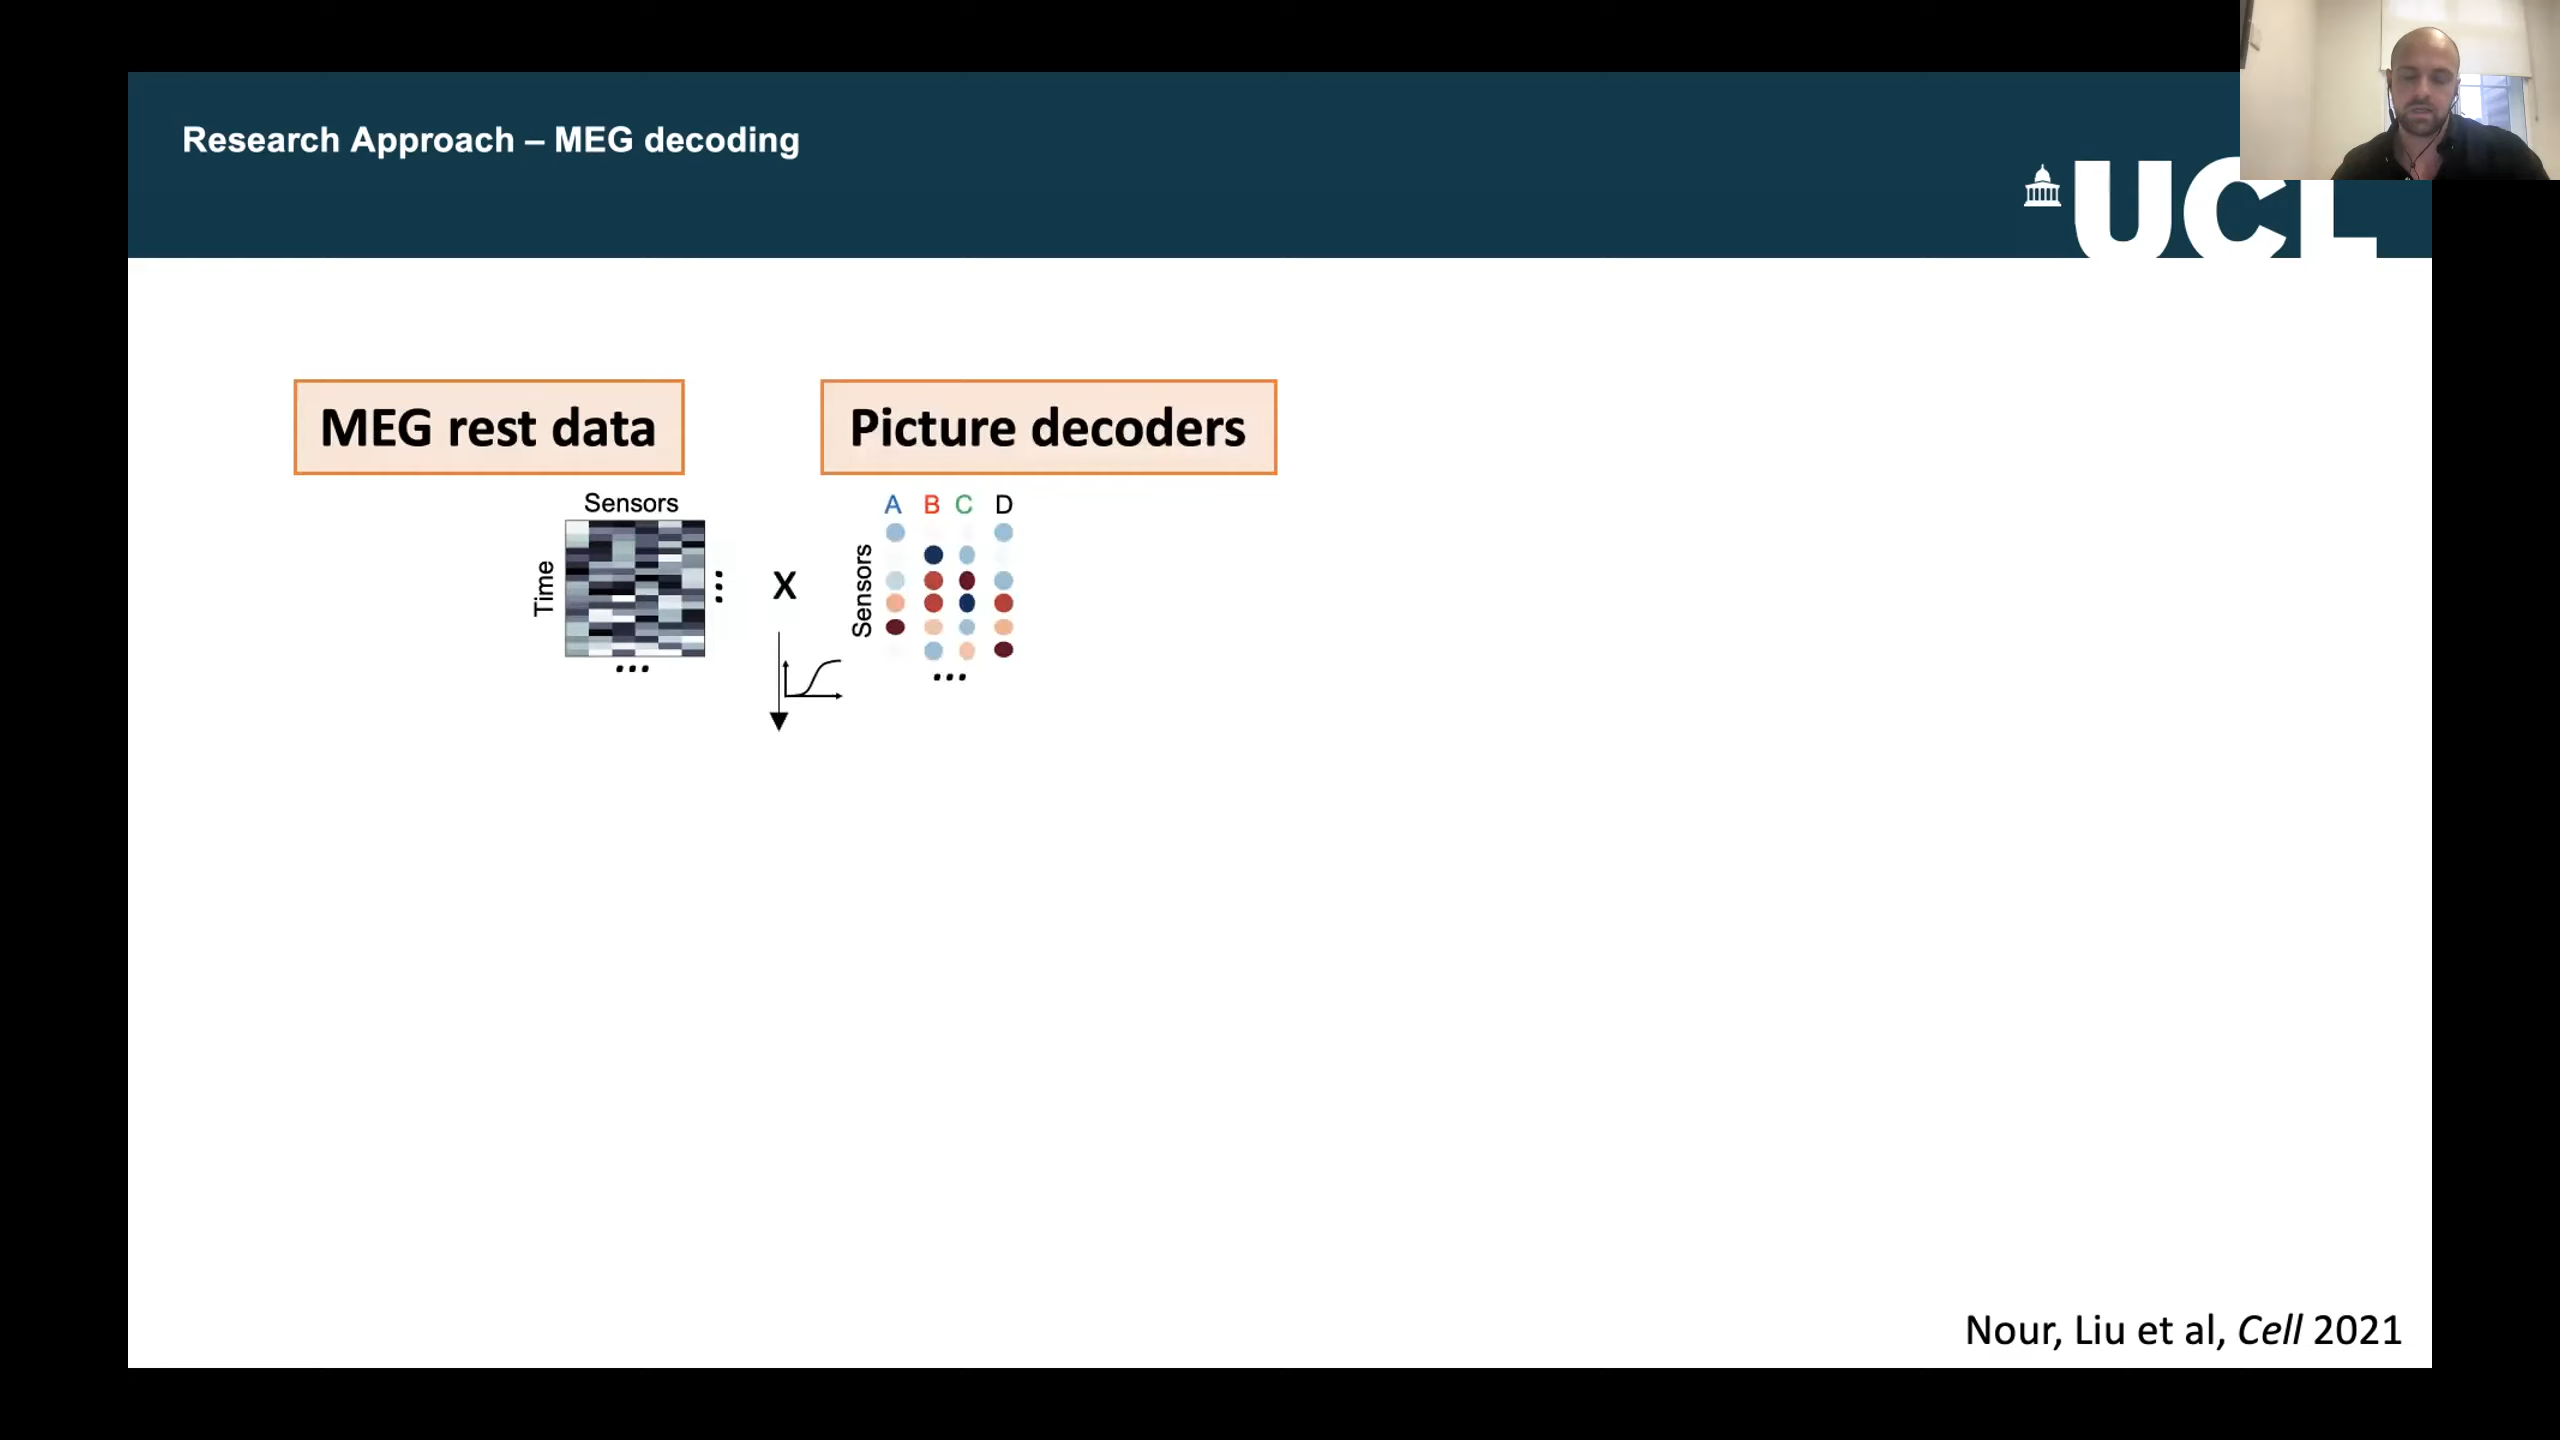 Research Approach – MEG decoding
UCL
MEG rest data
Picture decoders
Sensors
Time
...
...
X
A B C D
Sensors
...
Nour, Liu et al, Cell 2021